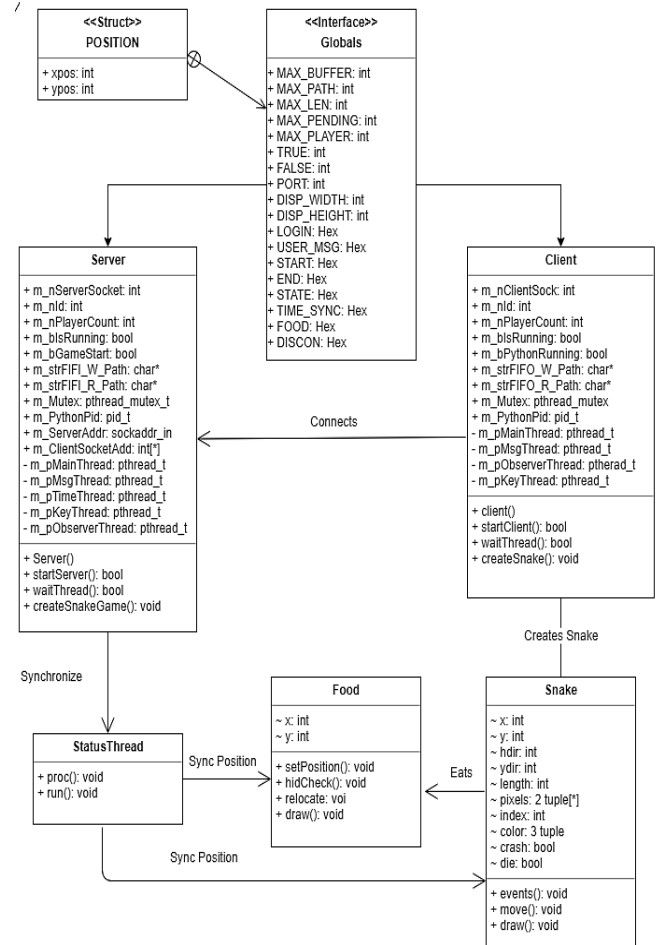 <<Struct>>
POSITION
+ xpos: int
+ ypos: int
<<Interface>>
Globals
+ MAX_BUFFER: int
+ MAX_PATH: int
+ MAX_LEN: int
+ MAX_PENDING: int
+ MAX_PLAYER: int
+ TRUE: int
+ FALSE: int
+ PORT: int
+ DISP_WIDTH: int
+ DISP_HEIGHT: int
+ LOGIN: Hex
+ USER_MSG: Hex
+ START: Hex
+ END: Hex
+ STATE: Hex
+ TIME_SYNC: Hex
+ FOOD: Hex
+ DISCON: Hex
Server
+ m_nServerSocket: int
+ m_nId: int
+ m_nPlayerCount: int
+ m_bIsRunning: bool
+ m_bGameStart: bool
+ m_strFIFI_W_Path: char*
+ m_strFIFI_R_Path: char*
+ m_Mutex: pthread_mutex_t
+ m_PythonPid: pid_t
+ m_ServerAddr: sockaddr_in
+ m_ClientSocketAdd: int[*]
- m_pMainThread: pthread_t
- m_pMsgThread: pthread_t
- m_pTimeThread: pthread_t
- m_pKeyThread: pthread_t
- m_pObserverThread: pthread_t
+ Server()
+ startServer(): bool
+ waitThread(): bool
+ createSnakeGame(): void
Client
+ m_nClientSock: int
+ m_nId: int
+ m_nPlayerCount: int
+ m_bIsRunning: bool
+ m_bPythonRunning: bool
+ m_strFIFO_W_Path: char*
+ m_strFIFO_R_Path: char*
+ m_Mutex: pthread_mutex
+ m_PythonPid: pid_t
- m_pMainThread: pthread_t
- m_pMsgThread: pthread_t
- m_pObserverThread: ptherad_t
- m_pKeyThread: pthread_t
+ client()
+ startClient(): bool
+ waitThread(): bool
+ createSnake(): void
Connects
Creates Snake
Synchronize
StatusThread
+ proc(): void
+ run(): void
Sync Position
Sync Position
Food
~ x: int
~ y: int
+ setPosition(): void
+ hidCheck(): void
+ relocate: voi
+ draw(): void
Eats
Snake
~ x: int
~ y: int
~ hdir: int
~ ydir: int
~ length: int
~ pixels: 2 tuple[*]
~ index: int
~ color: 3 tuple
~ crash: bool
~ die: bool
+ events(): void
+ move(): void
+ draw(): void